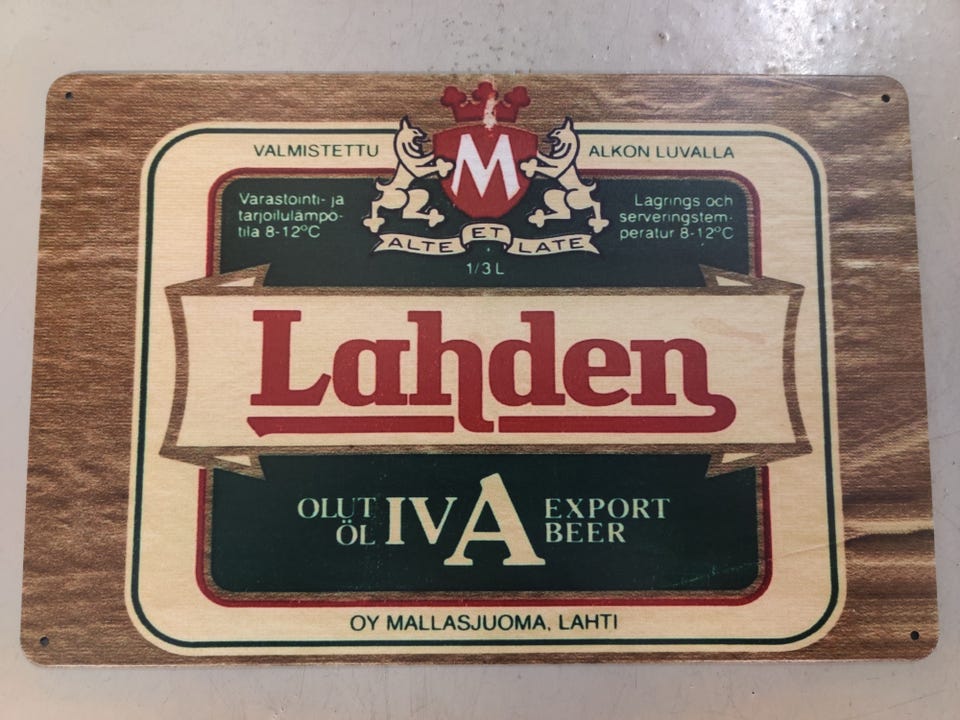 VALMISTETTU
M
ALKON LUVALLA
Varastointi- ja
tarjoilulämpö-
tila 8-12°C
Lagrings och
serveringstem-
peratur 8-12°C
ALTE ET LATE
1/3 L
Lahden
OLUT
ÖL
IVA
EXPORT
BEER
OY MALLASJUOMA, LAHTI